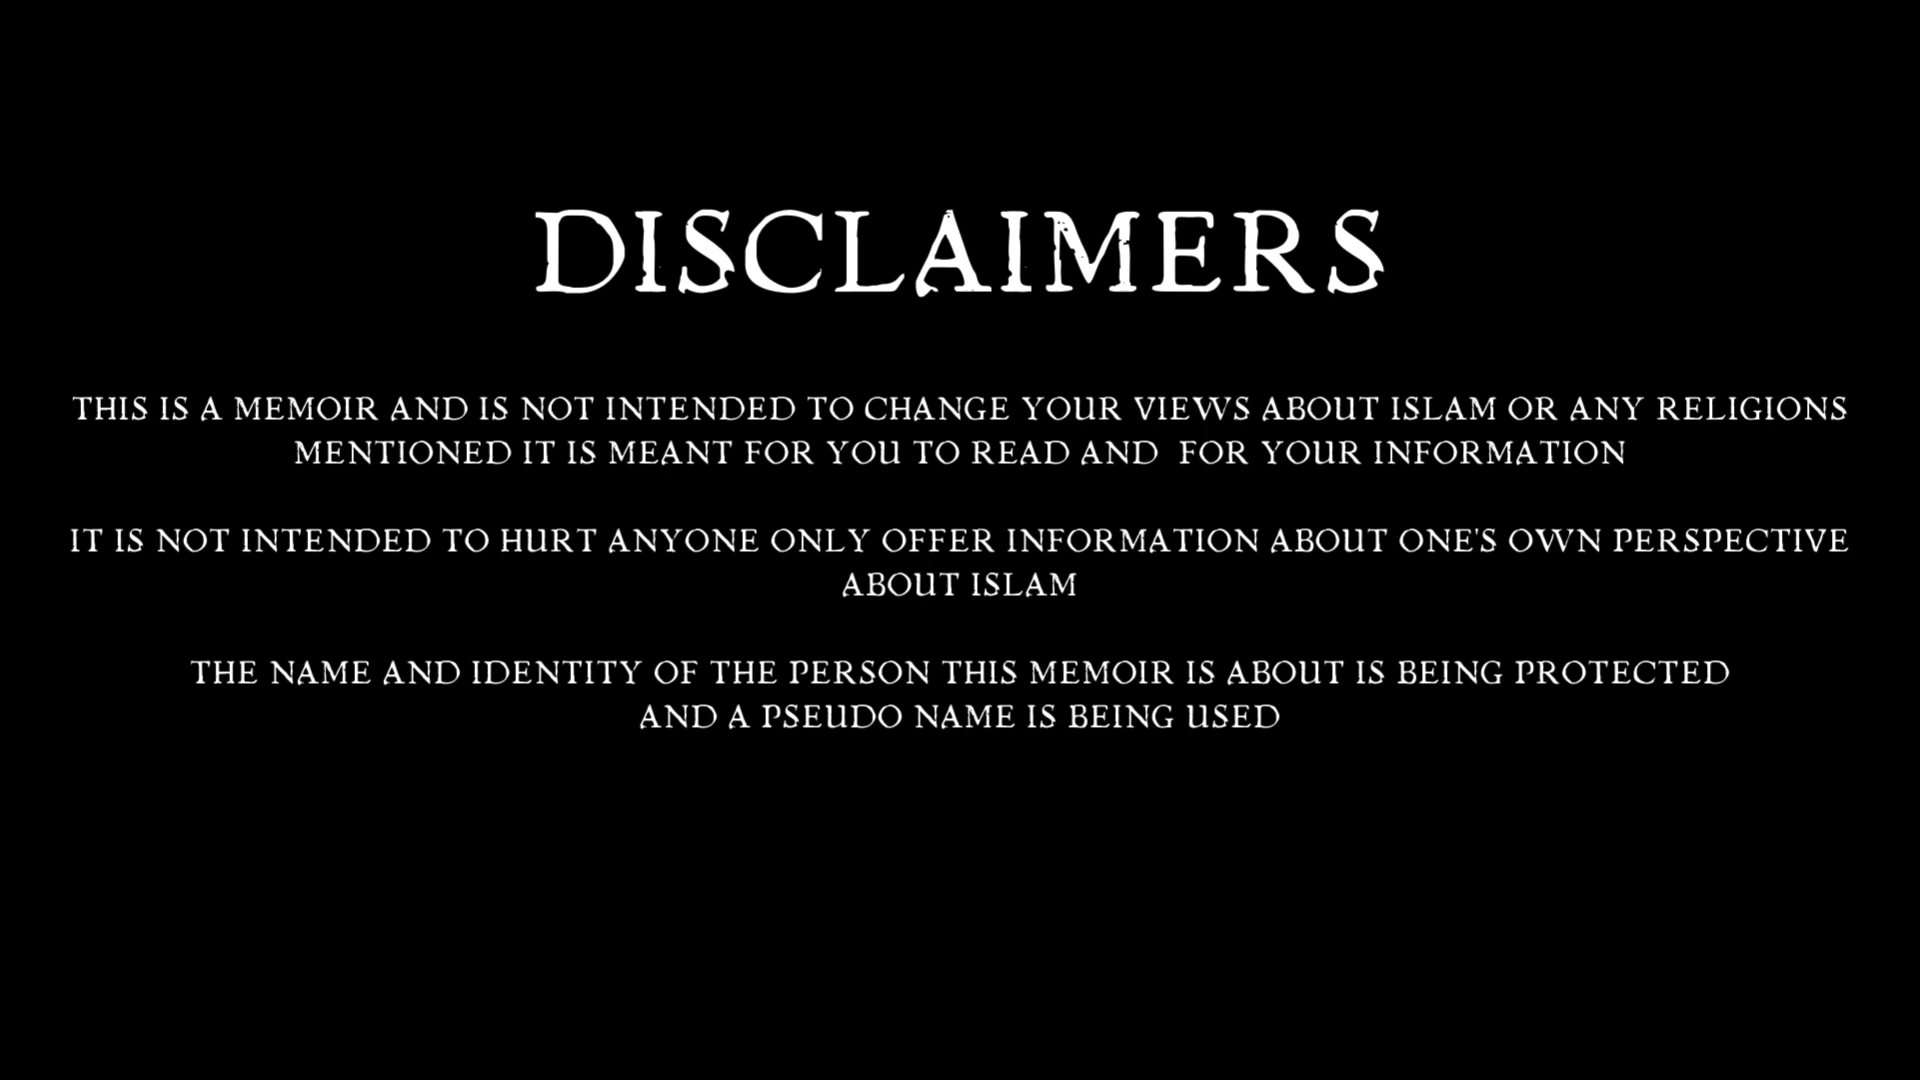 DISCLAIMERS
THIS IS A MEMOIR AND IS NOT INTENDED TO CHANGE YOUR VIEWS ABOUT ISLAM OR ANY RELIGIONS
MENTIONED IT IS MEANT FOR YOU TO READ AND  FOR YOUR INFORMATION
IT IS NOT INTENDED TO HURT ANYONE ONLY OFFER INFORMATION ABOUT ONE'S OWN PERSPECTIVE
ABOUT ISLAM
THE NAME AND IDENTITY OF THE PERSON THIS MEMOIR IS ABOUT IS BEING PROTECTED
AND A PSEUDO NAME IS BEING USED